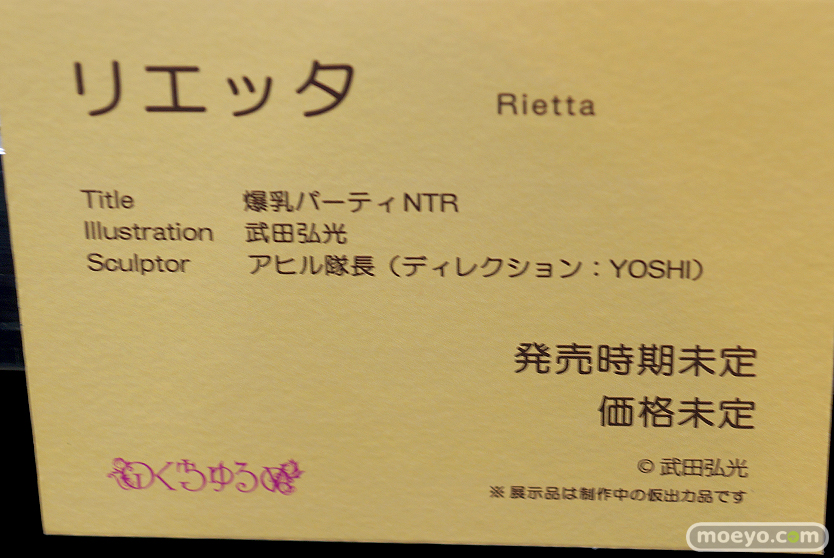 リエッタ Rietta
Title 爆乳パーティNTR
Illustration 武田弘光
Sculptor アヒル隊長（ディレクション：YOSHI）
発売時期未定
価格未定
© 武田弘光
※ 展示品は制作中の仮出力品です
moeyo.com